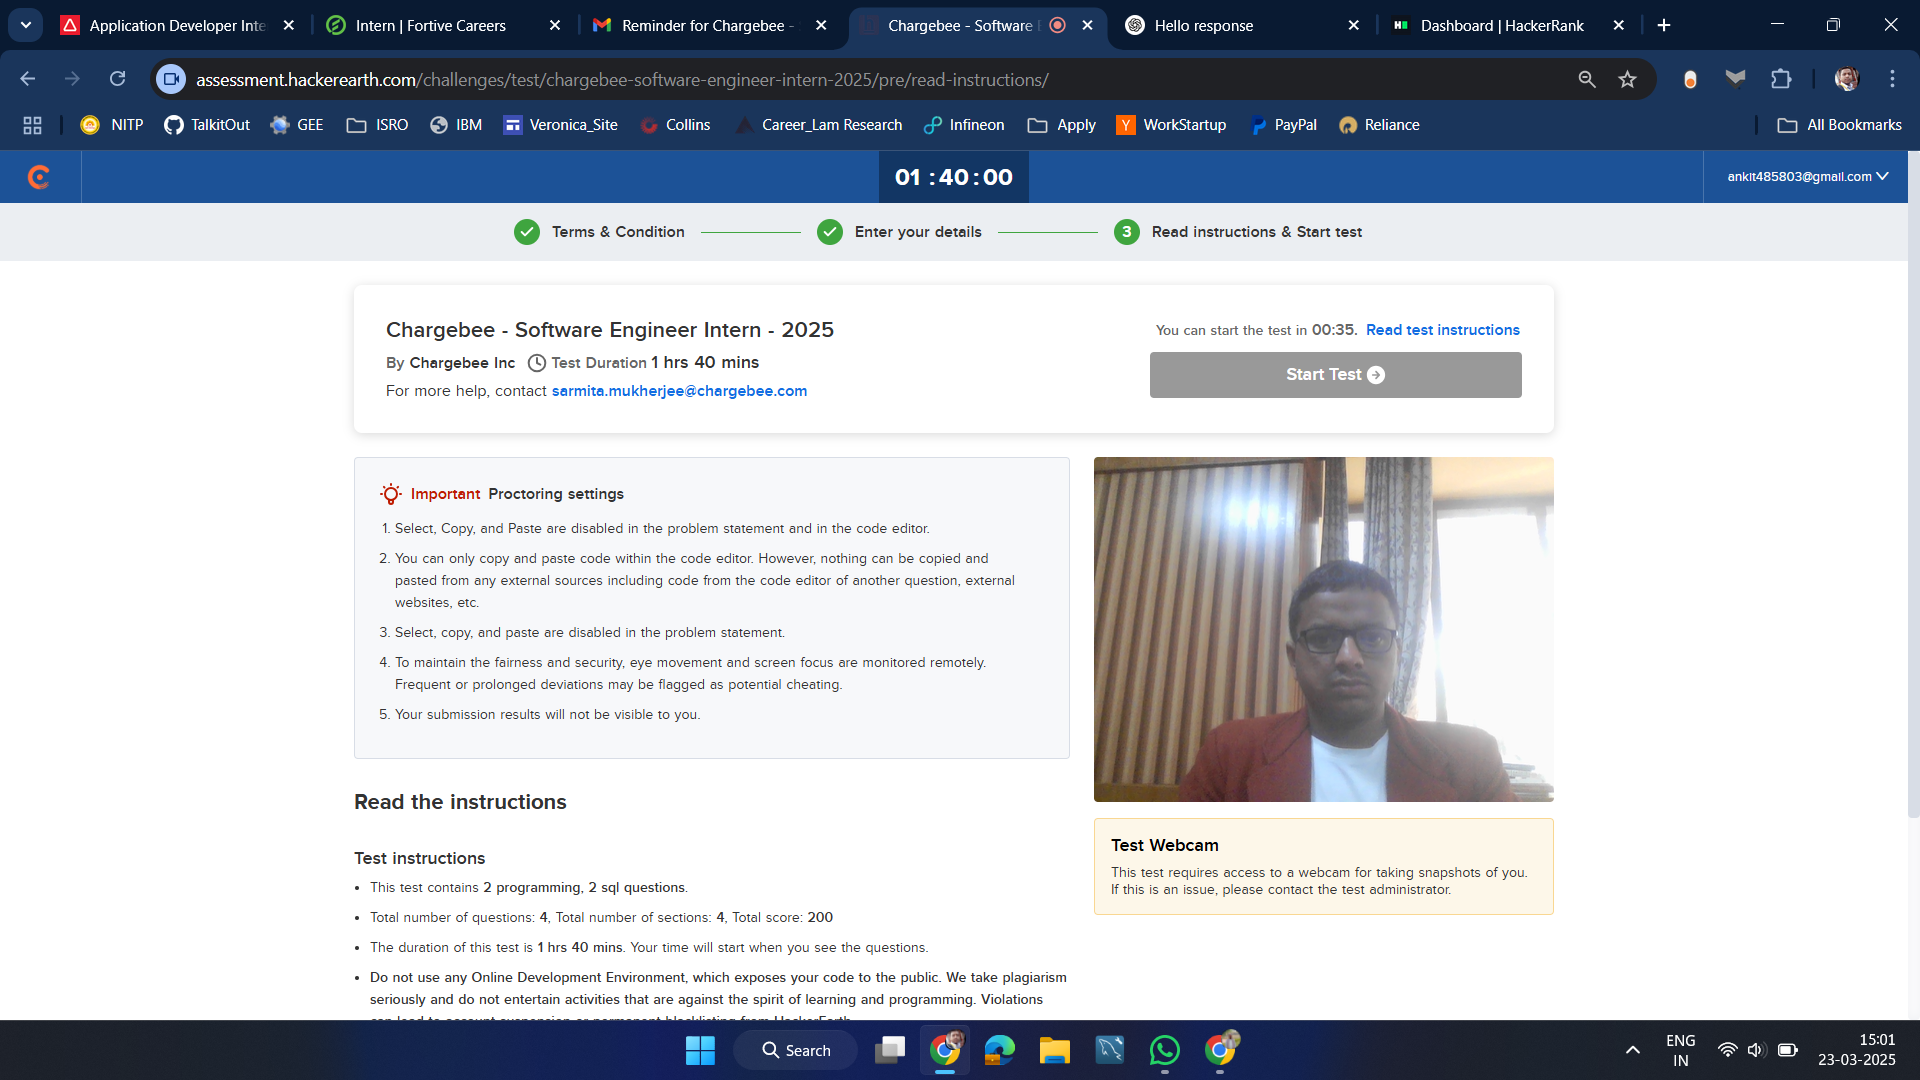 Application Developer Inte
Intern | Fortive Careers
Reminder for Chargebee -
Chargebee - Software E
Hello response
Dashboard | HackerRank
assessment.hackerearth.com/challenges/test/chargebee-software-engineer-intern-2025/pre/read-instructions/
NITP
TalkitOut
GEE
ISRO
IBM
Veronica_Site
Collins
Career_Lam Research
Infineon
Apply
Y WorkStartup
PayPal
Reliance
All Bookmarks
01 : 40 : 00
ankit485803@gmail.com
Terms & Condition
Enter your details
3 Read instructions & Start test
Chargebee - Software Engineer Intern - 2025
By Chargebee Inc Test Duration 1 hrs 40 mins
For more help, contact sarmita.mukherjee@chargebee.com
You can start the test in 00:35. Read test instructions
Start Test
Important Proctoring settings
1. Select, Copy, and Paste are disabled in the problem statement and in the code editor.
2. You can only copy and paste code within the code editor. However, nothing can be copied and
pasted from any external sources including code from the code editor of another question, external
websites, etc.
3. Select, copy, and paste are disabled in the problem statement.
4. To maintain the fairness and security, eye movement and screen focus are monitored remotely.
Frequent or prolonged deviations may be flagged as potential cheating.
5. Your submission results will not be visible to you.
Read the instructions
Test instructions
• This test contains 2 programming, 2 sql questions.
• Total number of questions: 4, Total number of sections: 4, Total score: 200
• The duration of this test is 1 hrs 40 mins. Your time will start when you see the questions.
• Do not use any Online Development Environment, which exposes your code to the public. We take plagiarism
seriously and do not entertain activities that are against the spirit of learning and programming. Violations
can lead to account suspension or permanent blacklisting from HackerEarth.
Test Webcam
This test requires access to a webcam for taking snapshots of you.
If this is an issue, please contact the test administrator.
Search
ENG
IN
15:01
23-03-2025